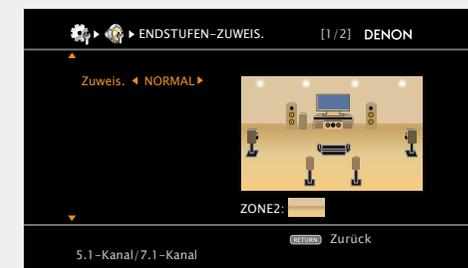 ENDSTUFEN-ZUWEIS. [1/2] DENON
Zuweis. NORMAL
ZONE2:
RETURN Zurück
5.1-Kanal/7.1-Kanal